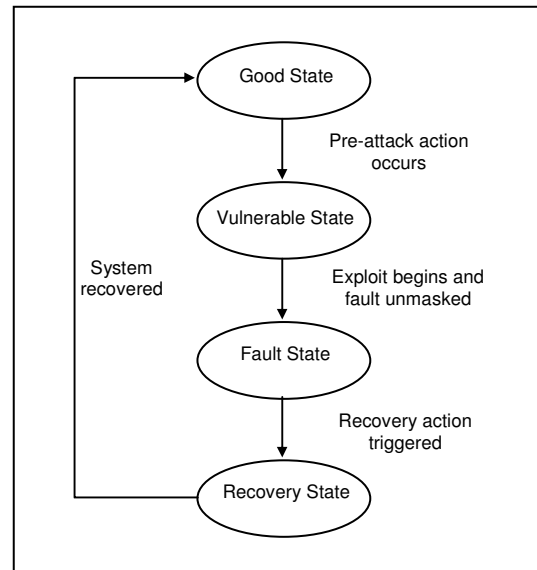 Good State
Pre-attack action
occurs
Vulnerable State
System
recovered
Exploit begins and
fault unmasked
Fault State
Recovery action
triggered
Recovery State